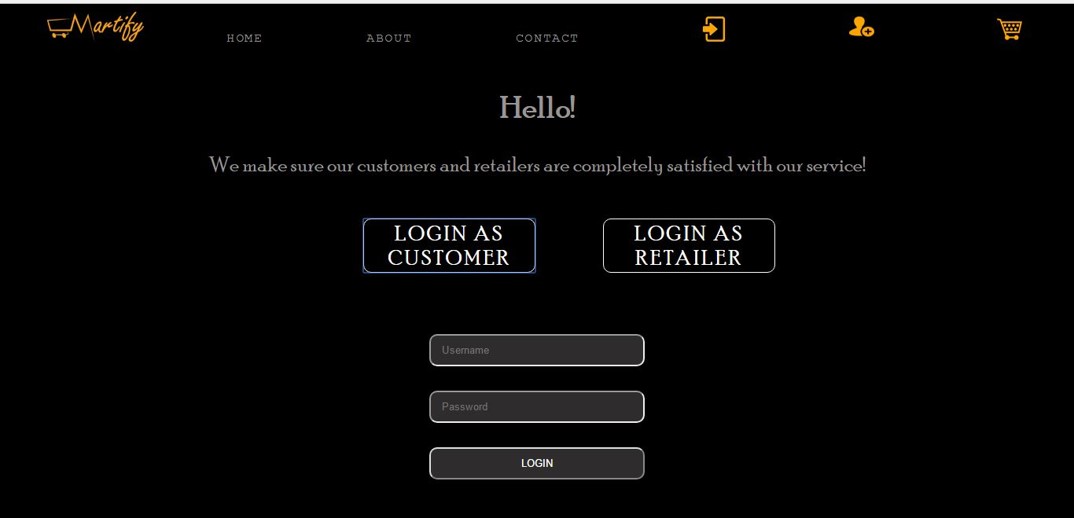 Martify
HOME
ABOUT
CONTACT
Hello!
We make sure our customers and retailers are completely satisfied with our service!
LOGIN AS
CUSTOMER
LOGIN AS
RETAILER
Username
Password
LOGIN